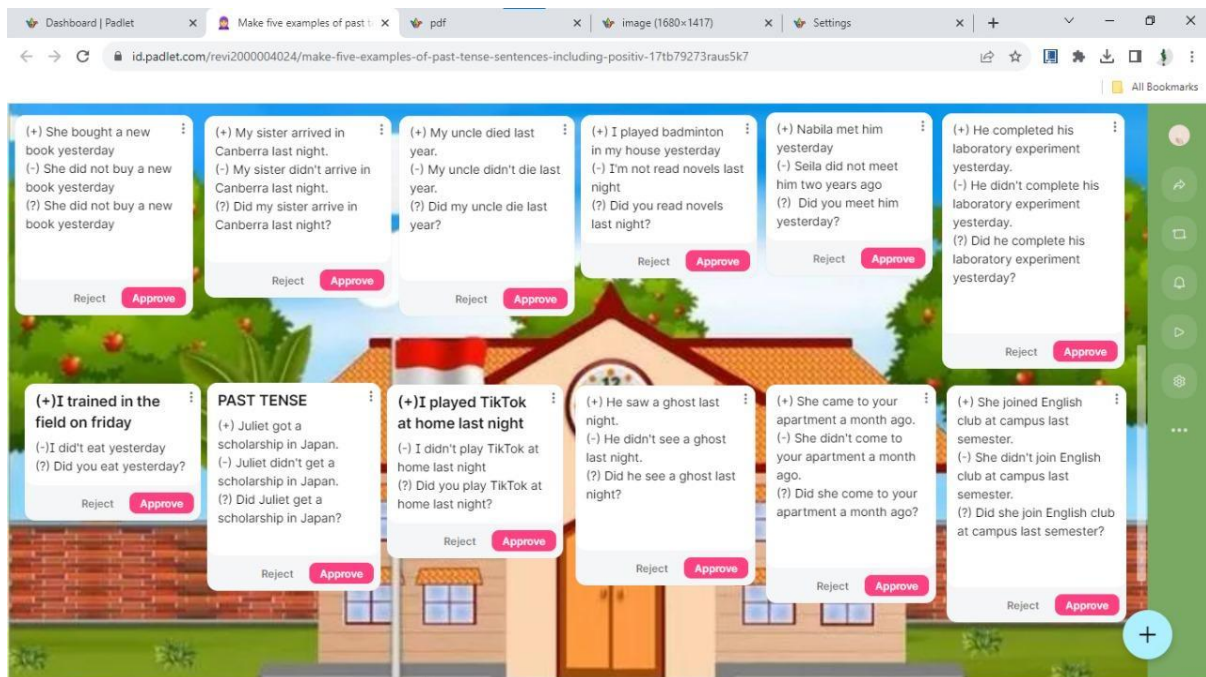 Dashboard | Padlet
Make five examples of past t
pdf
image (1680×1417)
Settings
id.padlet.com/revi2000004024/make-five-examples-of-past-tense-sentences-including-positiv-17tb79273raus5k7
All Bookmarks
(+) She bought a new
book yesterday
(-) She did not buy a new
book yesterday
(?) She did not buy a new
book yesterday
Reject
Approve
(+) My sister arrived in
Canberra last night.
(-) My sister didn't arrive in
Canberra last night.
(?) Did my sister arrive in
Canberra last night?
Reject
Approve
(+) My uncle died last
year.
(-) My uncle didn't die last
year.
(?) Did my uncle die last
year?
Reject
Approve
(+) I played badminton
in my house yesterday
(-) I'm not read novels last
night
(?) Did you read novels
last night?
Reject
Approve
(+) Nabila met him
yesterday
(-) Seila did not meet
him two years ago
(?) Did you meet him
yesterday?
Reject
Approve
(+) He completed his
laboratory experiment
yesterday.
(-) He didn't complete his
laboratory experiment
yesterday.
(?) Did he complete his
laboratory experiment
yesterday?
Reject
Approve
(+)I trained in the
field on friday
(-)I did't eat yesterday
(?) Did you eat yesterday?
Reject
Approve
PAST TENSE
(+) Juliet got a
scholarship in Japan.
(-) Juliet didn't get a
scholarship in Japan.
(?) Did Juliet get a
scholarship in Japan?
Reject
Approve
(+)I played TikTok
at home last night
(-) I didn't play TikTok at
home last night
(?) Did you play TikTok at
home last night?
Reject
Approve
12
(+) He saw a ghost last
night.
(-) He didn't see a ghost
last night.
(?) Did he see a ghost last
night?
Reject
Approve
(+) She came to your
apartment a month ago.
(-) She didn't come to
your apartment a month
ago.
(?) Did she come to your
apartment a month ago?
Reject
Approve
(+) She joined English
club at campus last
semester.
(-) She didn't join English
club at campus last
semester.
(?) Did she join English club
at campus last semester?
Reject
Approve